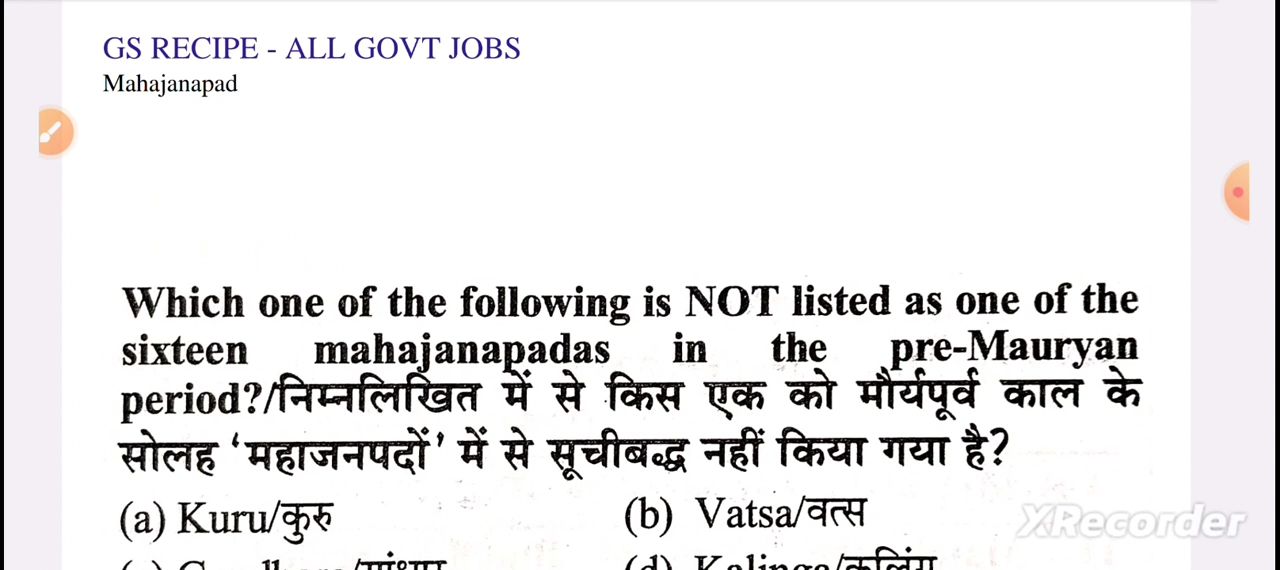 GS RECIPE - ALL GOVT JOBS
Mahajanapad
Which one of the following is NOT listed as one of the
sixteen mahajanapadas in the pre-Mauryan
period?/निम्नलिखित में से किस एक को मौर्यपूर्व काल के
सोलह ‘महाजनपदों’ में से सूचीबद्ध नहीं किया गया है?
(a) Kuru/कुरु (b) Vatsa/वत्स
XRecorder
(d) Kalinga/कलिंग